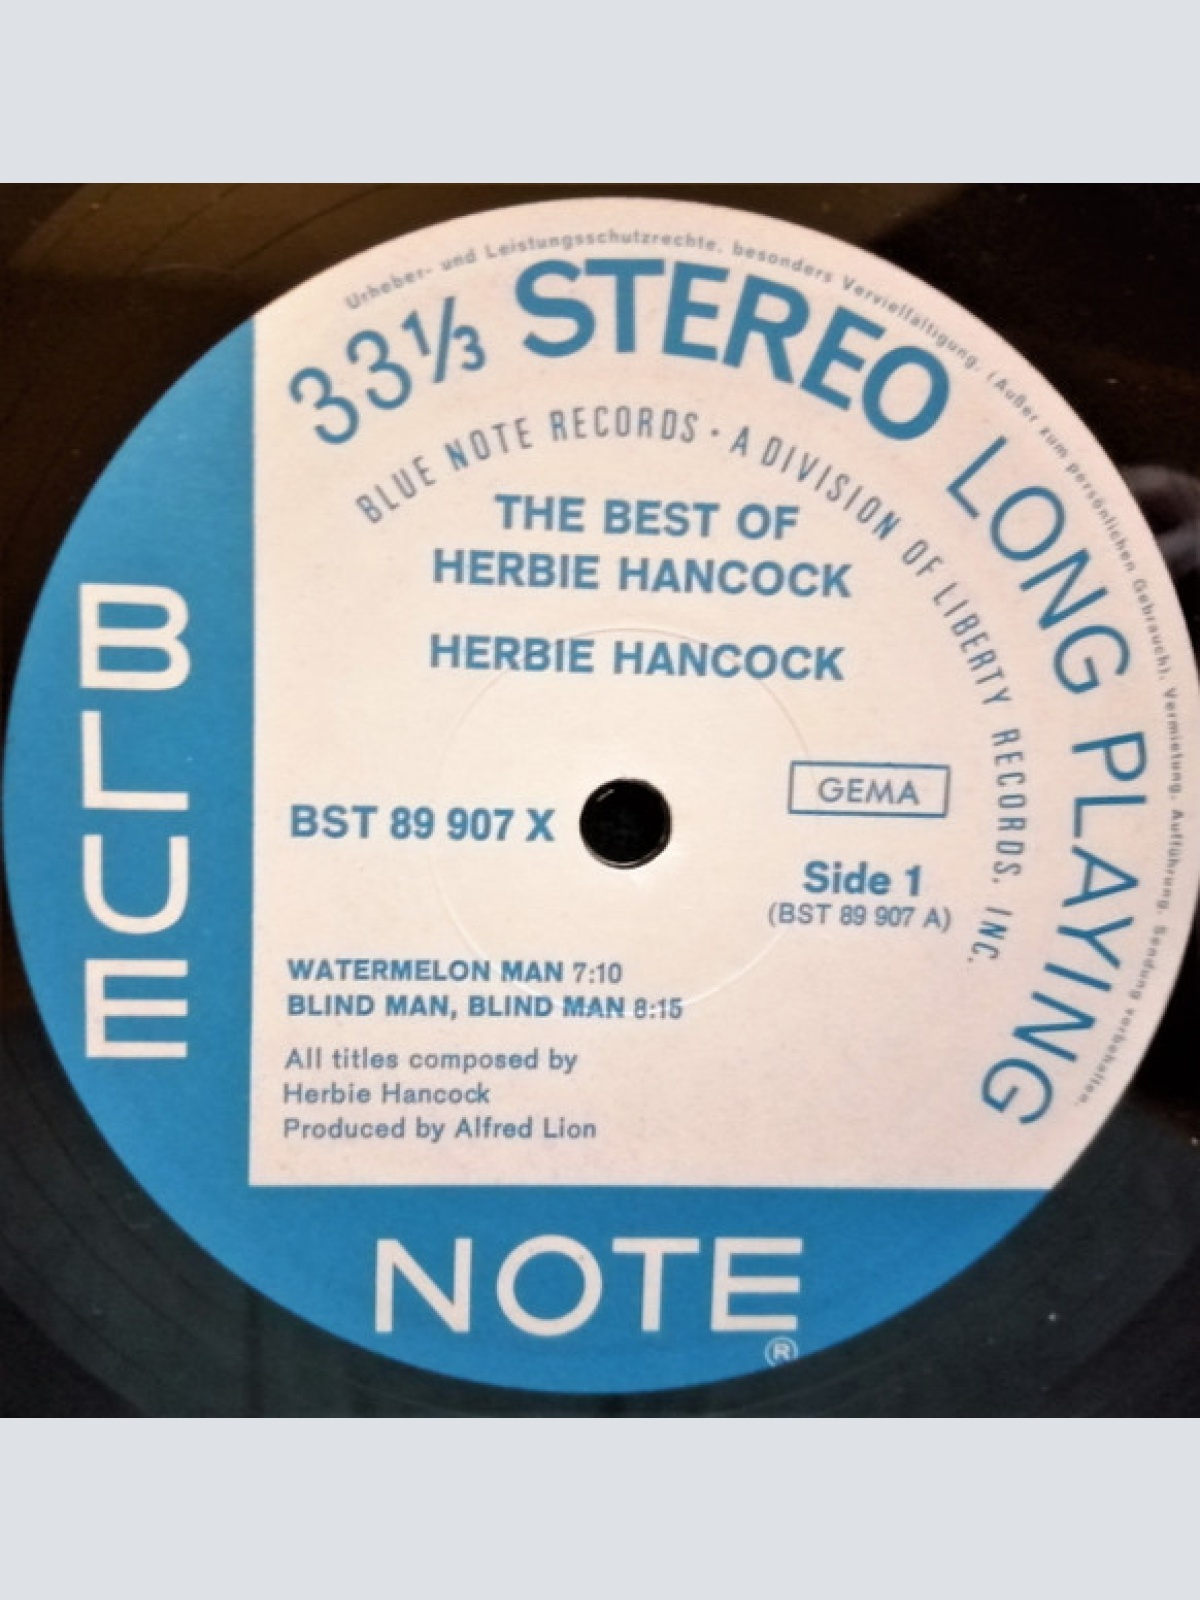 Urheber- und Leistungsschutzrechte, besonders Vervielfältigung, (Außer zum persönlichen Gebrauch), Vermietung, Aufführung, Sendung vorbehalten.
33⅓ STEREO LONG PLAYING
BLUE NOTE RECORDS · A DIVISION OF LIBERTY RECORDS, INC.
THE BEST OF
HERBIE HANCOCK
HERBIE HANCOCK
GEMA
BST 89 907 X
Side 1
(BST 89 907 A)
WATERMELON MAN 7:10
BLIND MAN, BLIND MAN 8:15
All titles composed by
Herbie Hancock
Produced by Alfred Lion
BLUE
NOTE
®